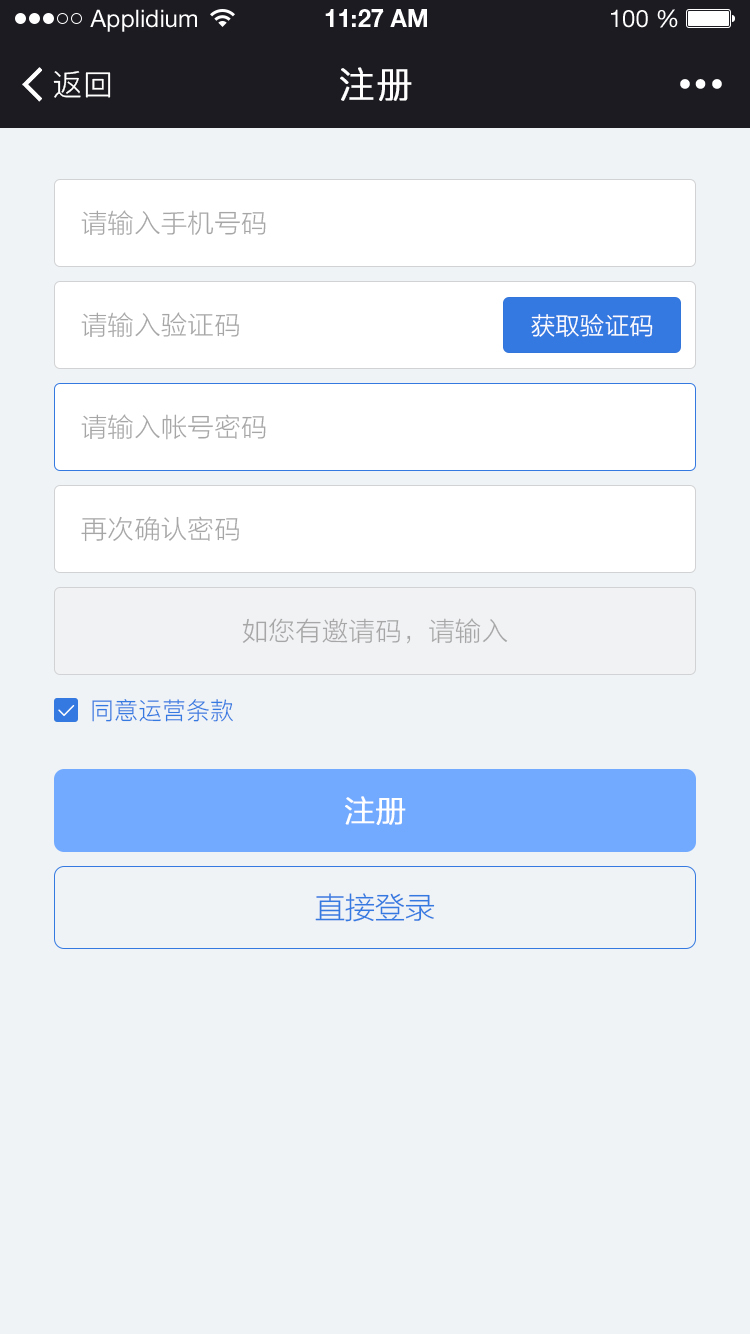 Applidium 11:27 AM 100 %
返回 注册
请输入手机号码
请输入验证码 获取验证码
请输入帐号密码
再次确认密码
如您有邀请码，请输入
同意运营条款
注册
直接登录